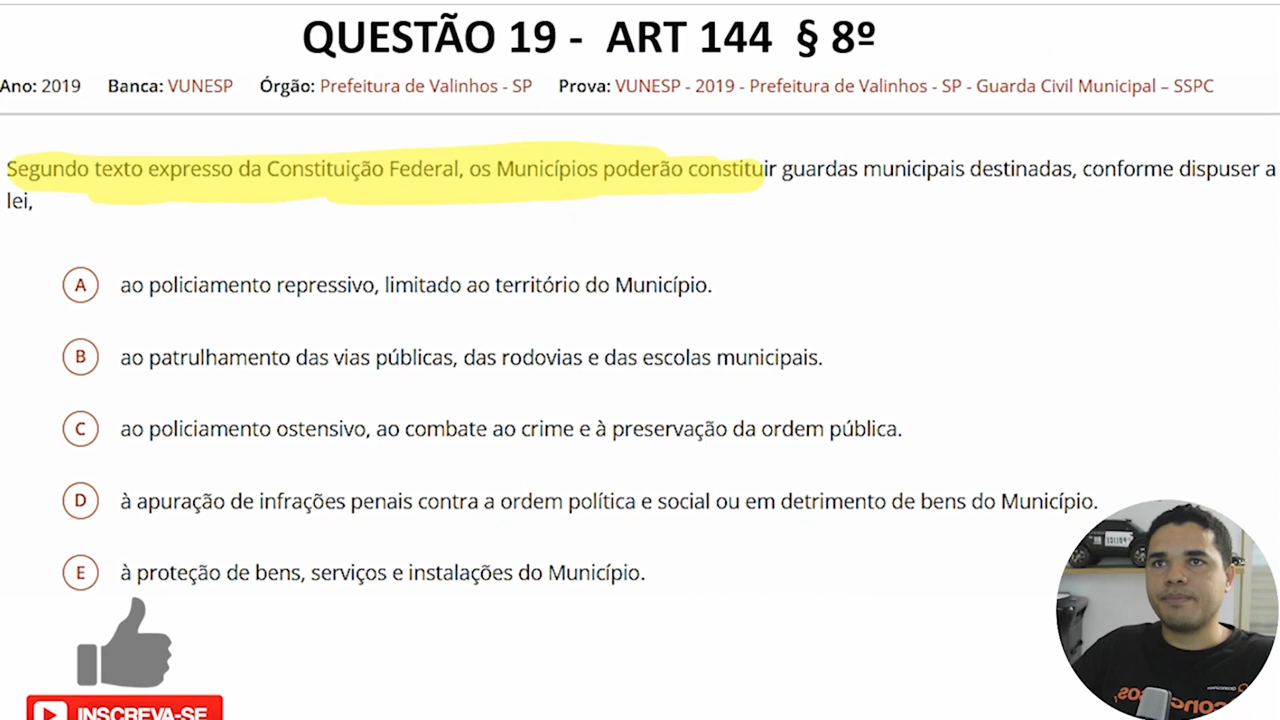 QUESTÃO 19 - ART 144 § 8º
Ano: 2019 Banca: VUNESP Órgão: Prefeitura de Valinhos - SP Prova: VUNESP - 2019 - Prefeitura de Valinhos - SP - Guarda Civil Municipal – SSPC
Segundo texto expresso da Constituição Federal, os Municípios poderão constituir guardas municipais destinadas, conforme dispuser a
lei,
A ao policiamento repressivo, limitado ao território do Município.
B ao patrulhamento das vias públicas, das rodovias e das escolas municipais.
C ao policiamento ostensivo, ao combate ao crime e à preservação da ordem pública.
D à apuração de infrações penais contra a ordem política e social ou em detrimento de bens do Município.
E à proteção de bens, serviços e instalações do Município.
INSCREVA-SE